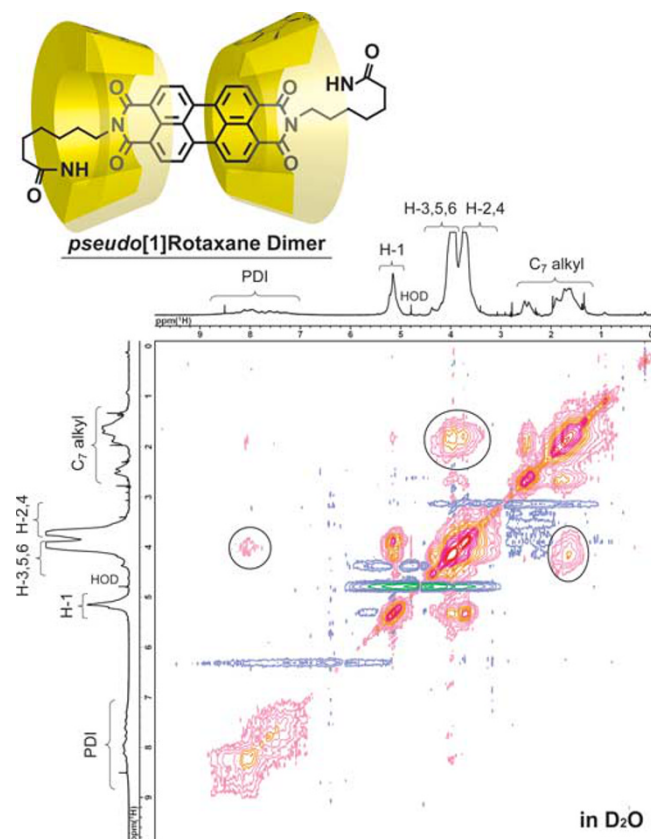 O
NH
O
N
O
O
N
O
NH
O
pseudo[1]Rotaxane Dimer
H-3,5,6
H-2,4
H-1
HOD
PDI
C7 alkyl
ppm(¹H)
9 8 7 6 5 4 3 2 1 0
0
1
2
3
4
5
6
7
8
9
C7 alkyl
H-2,4
H-3,5,6
HOD
H-1
PDI
ppm(¹H)
in D2O